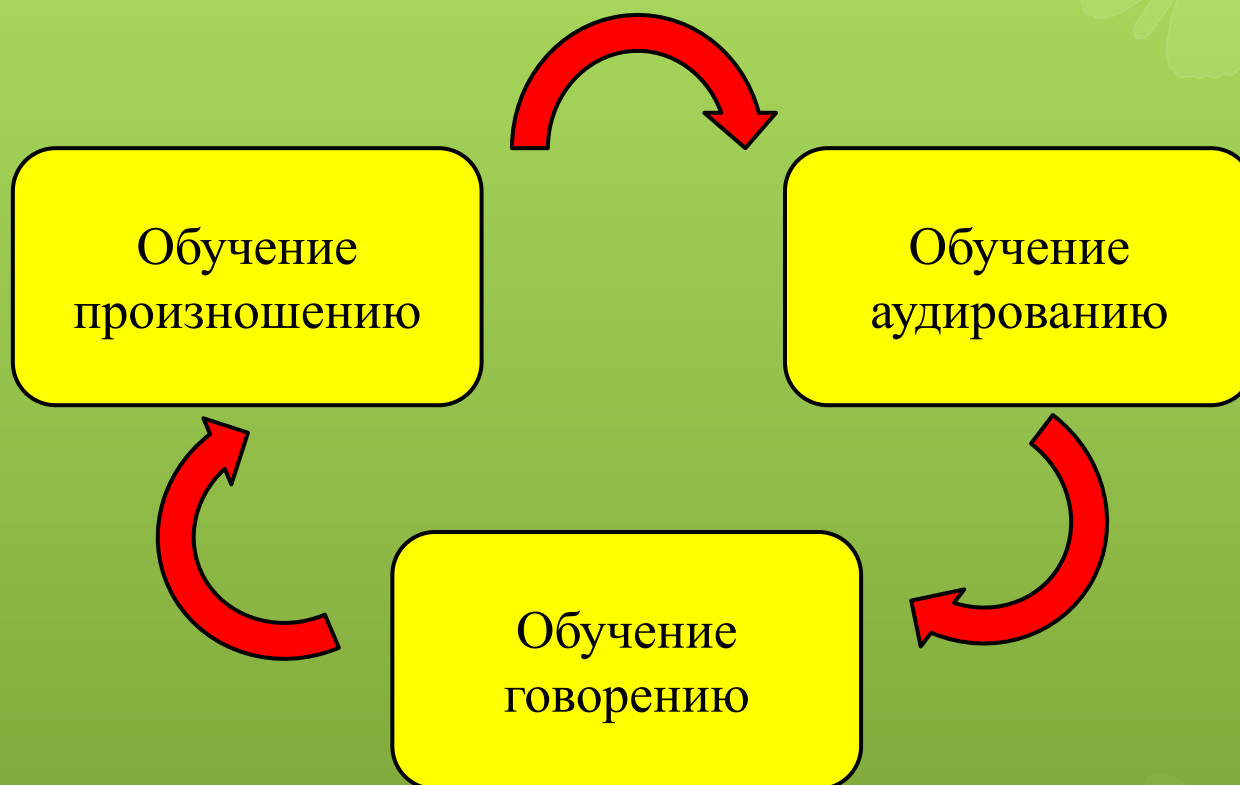 Обучение
произношению
Обучение
аудированию
Обучение
говорению